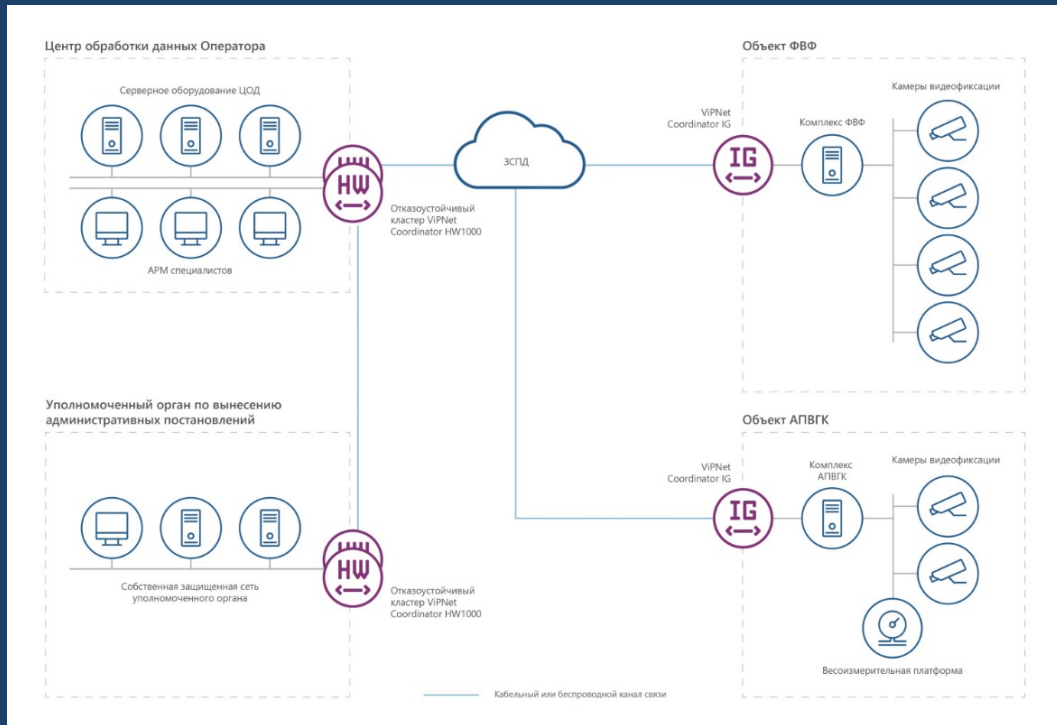 Центр обработки данных Оператора
Серверное оборудование ЦОД
HW
Отказоустойчивый
кластер ViPNet
Coordinator HW1000
АРМ специалистов
ЗСПД
Объект ФВФ
Камеры видеофиксации
ViPNet
Coordinator IG
IG
Комплекс ФВФ
Уполномоченный орган по вынесению
административных постановлений
HW
Собственная защищенная сеть
уполномоченного органа
Отказоустойчивый
кластер ViPNet
Coordinator HW1000
Объект АПВГК
ViPNet
Coordinator IG
IG
Комплекс
АПВГК
Камеры видеофиксации
Весоизмерительная платформа
Кабельный или беспроводной канал связи